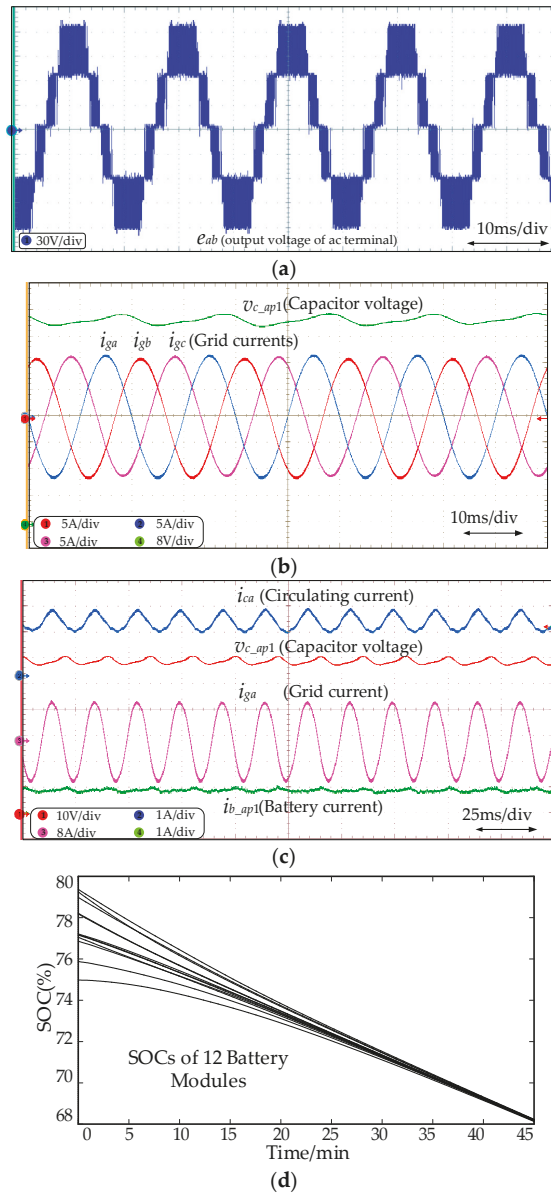 1 30V/div
e_ab (output voltage of ac terminal)
10ms/div
(a)
v_c_ap1 (Capacitor voltage)
i_ga i_gb i_gc (Grid currents)
1 5A/div 2 5A/div
3 5A/div 4 8V/div
10ms/div
(b)
i_ca (Circulating current)
v_c_ap1 (Capacitor voltage)
i_ga (Grid current)
i_b_ap1 (Battery current)
1 10V/div 2 1A/div
3 8A/div 4 1A/div
25ms/div
(c)
80
78
76
74
72
70
68
SOC(%)
SOCs of 12 Battery
Modules
0 5 10 15 20 25 30 35 40 45
Time/min
(d)